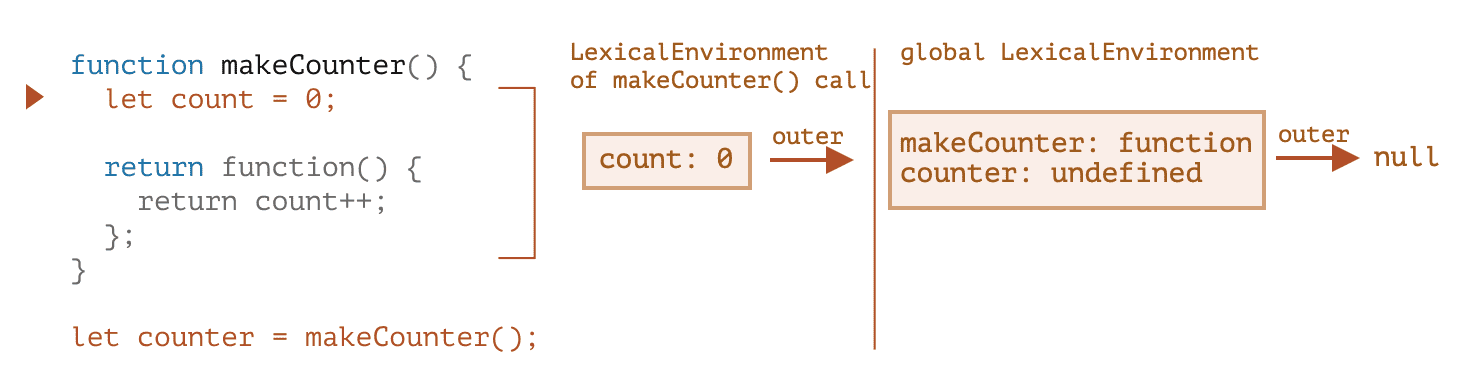 function makeCounter() {
  let count = 0;

  return function() {
    return count++;
  };
}

let counter = makeCounter();
LexicalEnvironment
of makeCounter() call
count: 0
outer
global LexicalEnvironment
makeCounter: function
counter: undefined
outer
null